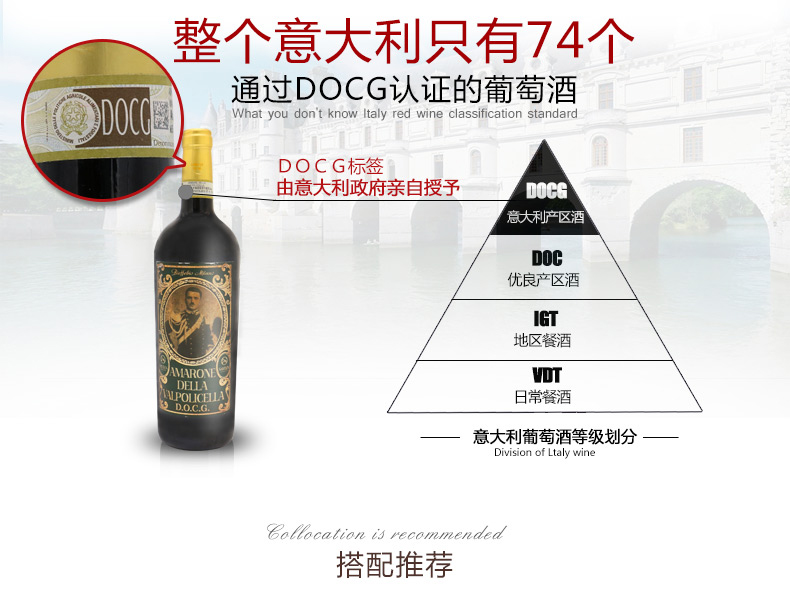 整个意大利只有74个
通过DOCG认证的葡萄酒
What you don't know Italy red wine classification standard
DOCG
DOCG标签
由意大利政府亲自授予
DOCG
意大利产区酒
DOC
优良产区酒
IGT
地区餐酒
VDT
日常餐酒
AMARONE
DELLA
VALPOLICELLA
D.O.C.G.
意大利葡萄酒等级划分
Division of Ltaly wine
Collocation is recommended
搭配推荐